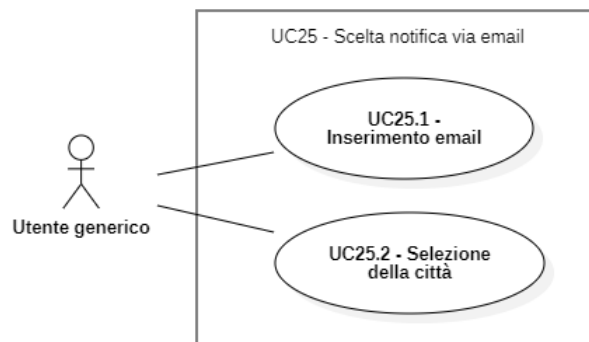 UC25 - Scelta notifica via email
UC25.1 -
Inserimento email
Utente generico
UC25.2 - Selezione
della città